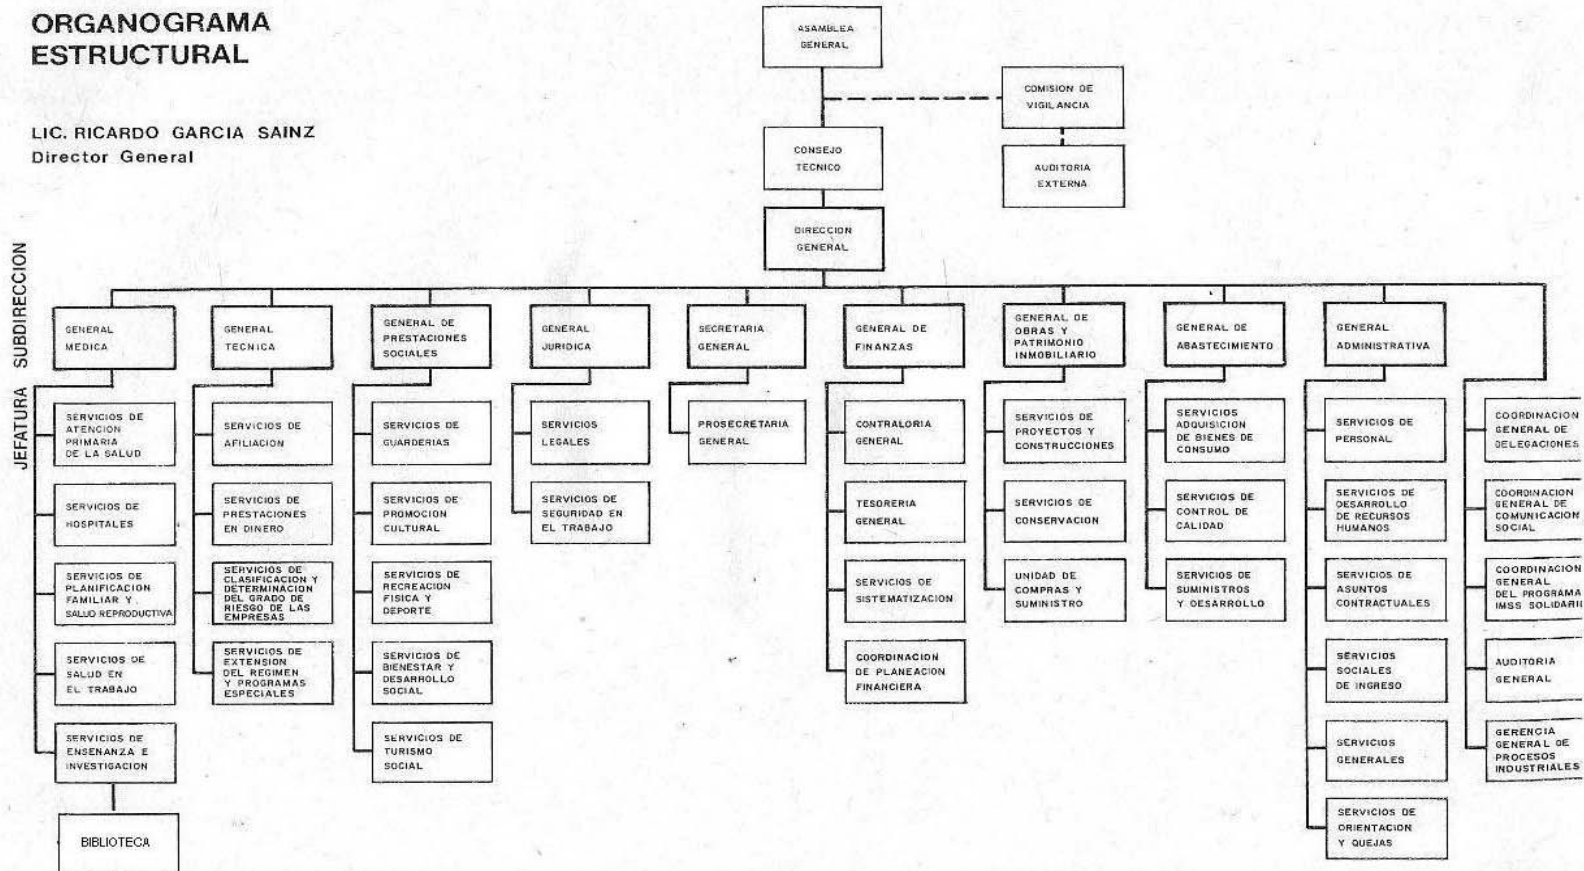 ORGANOGRAMA
ESTRUCTURAL
LIC. RICARDO GARCIA SAINZ
Director General
ASAMBLEA
GENERAL
COMISION DE
VIGILANCIA
CONSEJO
TECNICO
AUDITORIA
EXTERNA
DIRECCION
GENERAL
SUBDIRECCION
JEFATURA
GENERAL
MEDICA
SERVICIOS DE
ATENCION
PRIMARIA
DE LA SALUD
SERVICIOS DE
HOSPITALES
SERVICIOS DE
PLANIFICACION
FAMILIAR Y
SALUD REPRODUCTIVA
SERVICIOS DE
SALUD EN
EL TRABAJO
SERVICIOS DE
ENSEÑANZA E
INVESTIGACION
BIBLIOTECA
GENERAL
TECNICA
SERVICIOS DE
AFILIACION
SERVICIOS DE
PRESTACIONES
EN DINERO
SERVICIOS DE
CLASIFICACION Y
DETERMINACION
DEL GRADO DE
RIESGO DE LAS
EMPRESAS
SERVICIOS DE
EXTENSION
DEL REGIMEN
Y PROGRAMAS
ESPECIALES
GENERAL DE
PRESTACIONES
SOCIALES
SERVICIOS DE
GUARDERIAS
SERVICIOS DE
PROMOCION
CULTURAL
SERVICIOS DE
RECREACION
FISICA Y
DEPORTE
SERVICIOS DE
BIENESTAR Y
DESARROLLO
SOCIAL
SERVICIOS DE
TURISMO
SOCIAL
GENERAL
JURIDICA
SERVICIOS
LEGALES
SERVICIOS DE
SEGURIDAD EN
EL TRABAJO
SECRETARIA
GENERAL
PROSECRETARIA
GENERAL
GENERAL DE
FINANZAS
CONTRALORIA
GENERAL
TESORERIA
GENERAL
SERVICIOS DE
SISTEMATIZACION
COORDINACION
DE PLANEACION
FINANCIERA
GENERAL DE
OBRAS Y
PATRIMONIO
INMOBILIARIO
SERVICIOS DE
PROYECTOS Y
CONSTRUCCIONES
SERVICIOS DE
CONSERVACION
UNIDAD DE
COMPRAS Y
SUMINISTRO
GENERAL DE
ABASTECIMIENTO
SERVICIOS
ADQUISICION
DE BIENES DE
CONSUMO
SERVICIOS DE
CONTROL DE
CALIDAD
SERVICIOS DE
SUMINISTROS
Y DESARROLLO
GENERAL
ADMINISTRATIVA
SERVICIOS DE
PERSONAL
SERVICIOS DE
DESARROLLO
DE RECURSOS
HUMANOS
SERVICIOS DE
ASUNTOS
CONTRACTUALES
SERVICIOS
SOCIALES
DE INGRESO
SERVICIOS
GENERALES
SERVICIOS DE
ORIENTACION
Y QUEJAS
COORDINACION
GENERAL DE
DELEGACIONES
COORDINACION
GENERAL DE
COMUNICACION
SOCIAL
COORDINACION
GENERAL
DEL PROGRAMA
IMSS
AUDITORIA
GENERAL
GERENCIA
GENERAL DE
PROCESOS
INDUSTRIALES